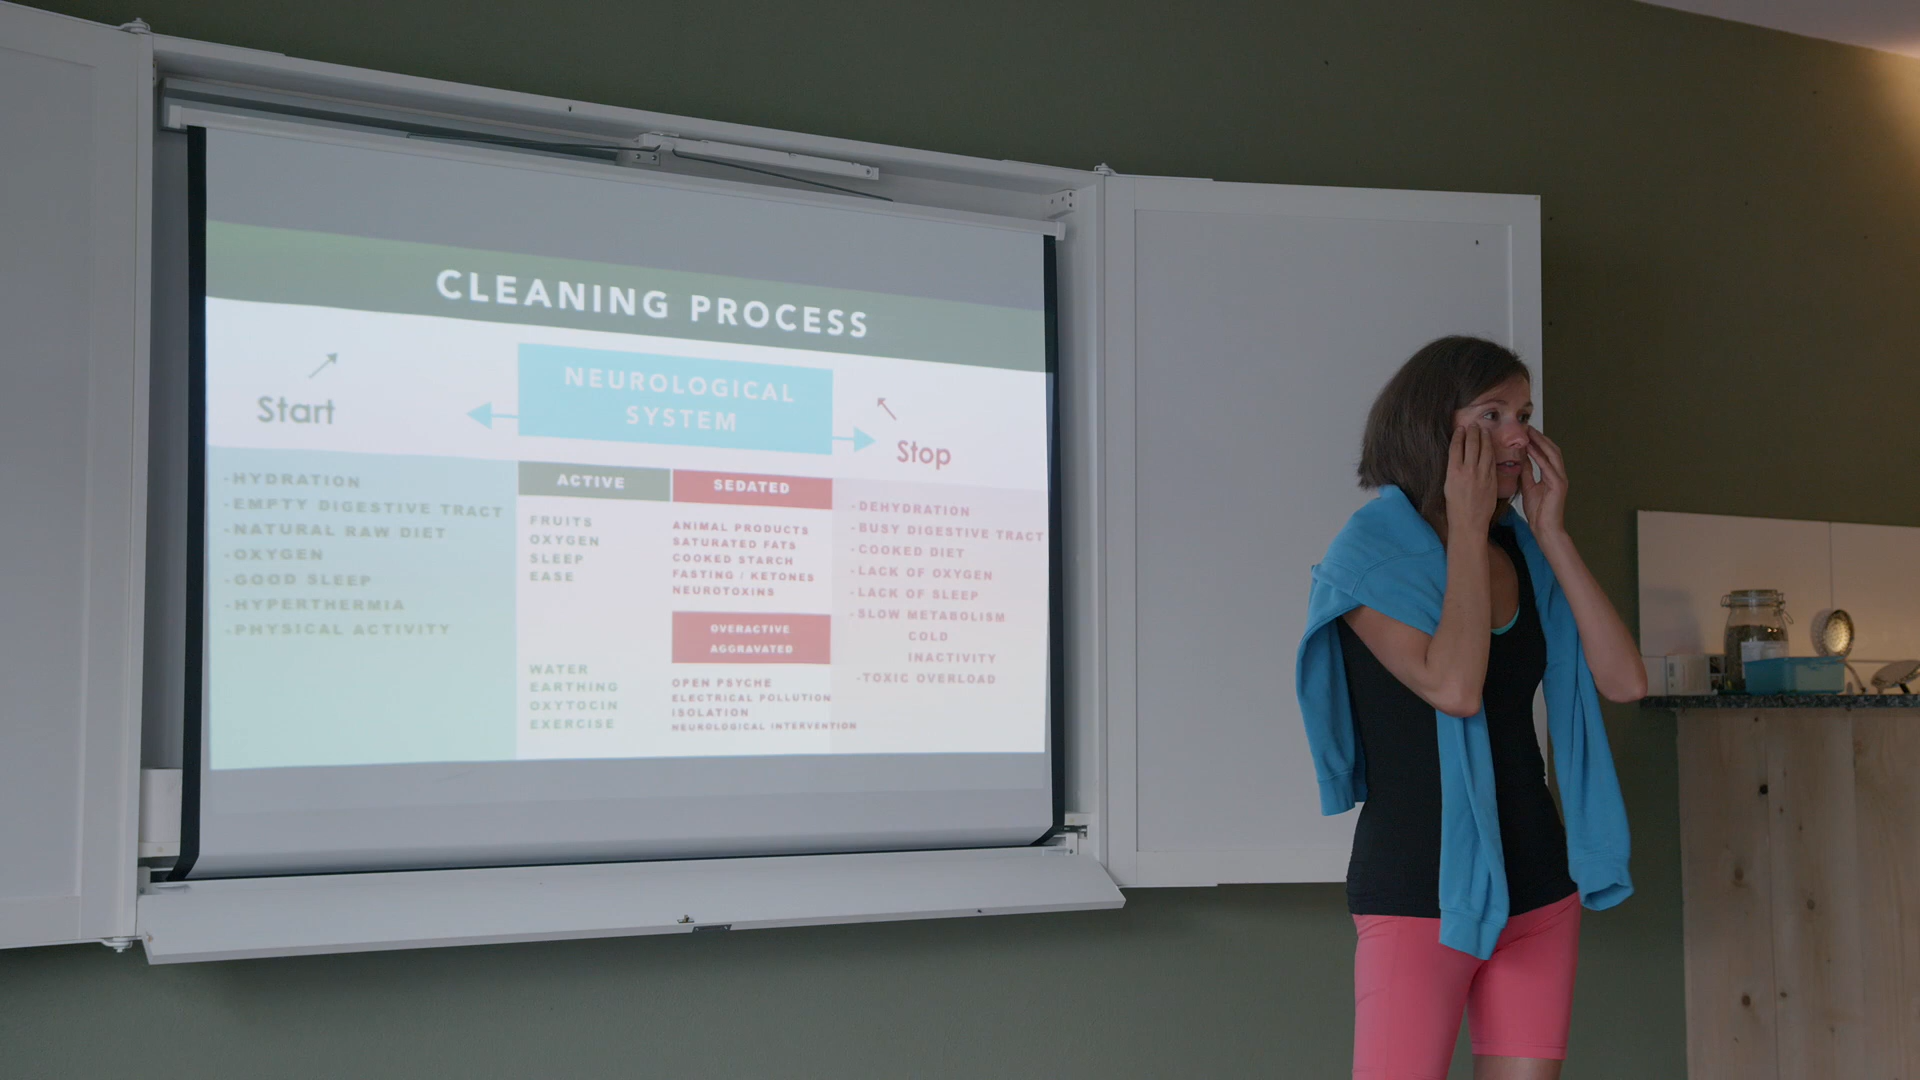 CLEANING PROCESS
NEUROLOGICAL
SYSTEM
Start
Stop
-HYDRATION
-EMPTY DIGESTIVE TRACT
-NATURAL RAW DIET
-OXYGEN
-GOOD SLEEP
-HYPERTHERMIA
-PHYSICAL ACTIVITY
ACTIVE
FRUITS
OXYGEN
SLEEP
EASE
WATER
EARTHING
OXYTOCIN
EXERCISE
SEDATED
ANIMAL PRODUCTS
SATURATED FATS
COOKED STARCH
FASTING / KETONES
NEUROTOXINS
OVERACTIVE
AGGRAVATED
OPEN PSYCHE
ELECTRICAL POLLUTION
ISOLATION
NEUROLOGICAL INTERVENTION
-DEHYDRATION
-BUSY DIGESTIVE TRACT
-COOKED DIET
-LACK OF OXYGEN
-LACK OF SLEEP
-SLOW METABOLISM
COLD
INACTIVITY
-TOXIC OVERLOAD